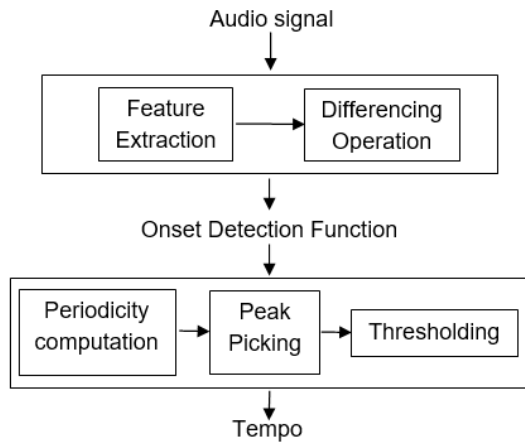 Audio signal
Feature
Extraction
Differencing
Operation
Onset Detection Function
Periodicity
computation
Peak
Picking
Thresholding
Tempo